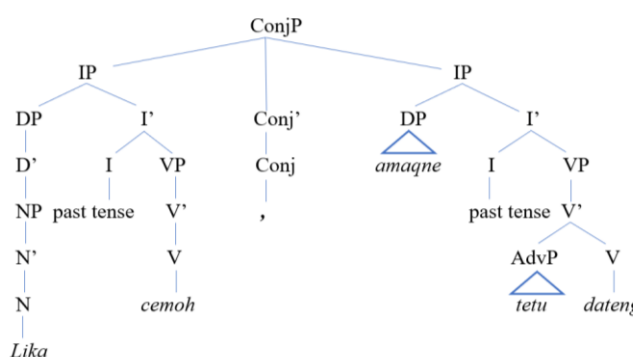 ConjP
IP IP
DP I’ Conj’ DP I’
D’ I VP Conj amaqne I VP
NP past tense V’ , past tense V’
N’ V AdvP V
N cemoh tetu dateng
Lika